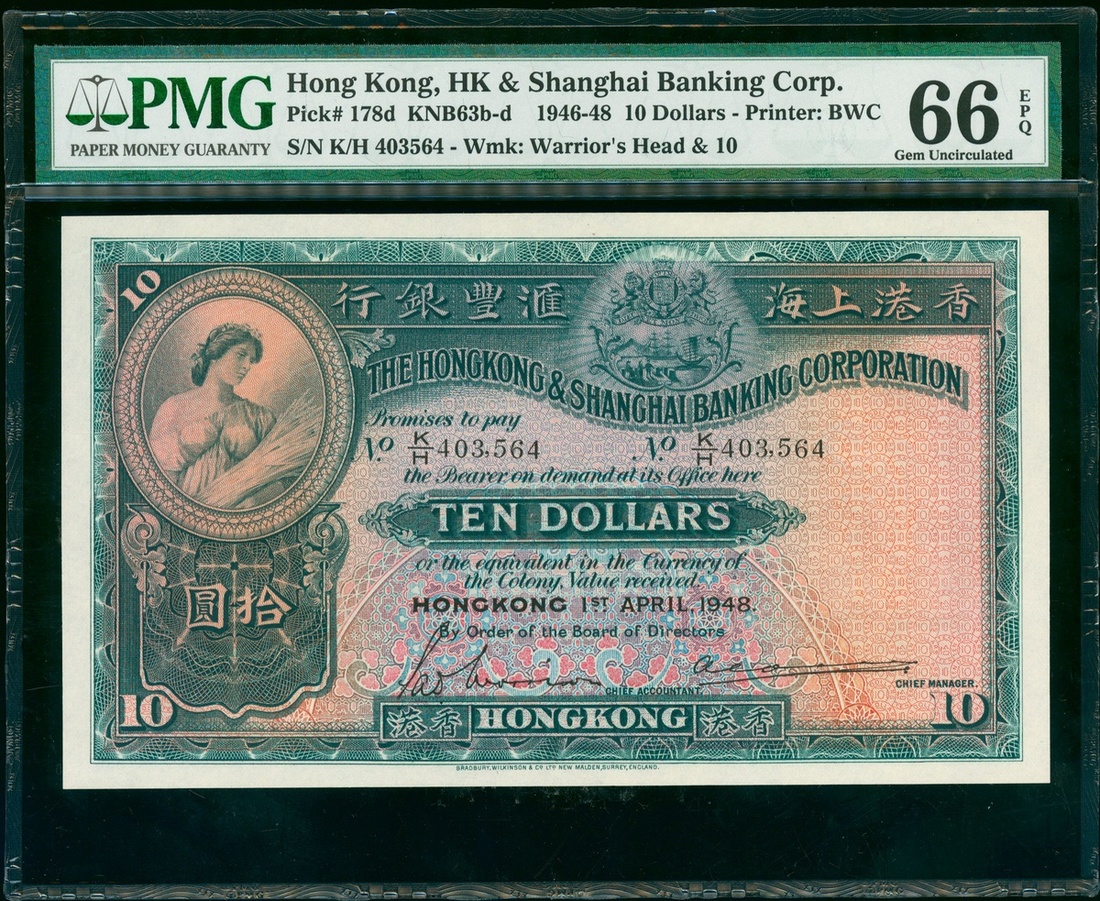 PMG
PAPER MONEY GUARANTY
Hong Kong, HK & Shanghai Banking Corp.
Pick# 178d KNB63b-d 1946-48 10 Dollars - Printer: BWC
S/N K/H 403564 - Wmk: Warrior's Head & 10
66 EPQ
Gem Uncirculated
10
行銀豐滙 海上港香
THE HONGKONG & SHANGHAI BANKING CORPORATION
Promises to pay
No. K/H 403,564 No. K/H 403,564
the Bearer on demand at its Office here
TEN DOLLARS
or the equivalent in the Currency of
the Colony, Value received
圓拾
HONGKONG 1ST APRIL, 1948.
By Order of the Board of Directors
CHIEF ACCOUNTANT.
CHIEF MANAGER.
10 港香 HONGKONG 港香 10
BRADBURY, WILKINSON & Co LTD NEW MALDEN, SURREY, ENGLAND.